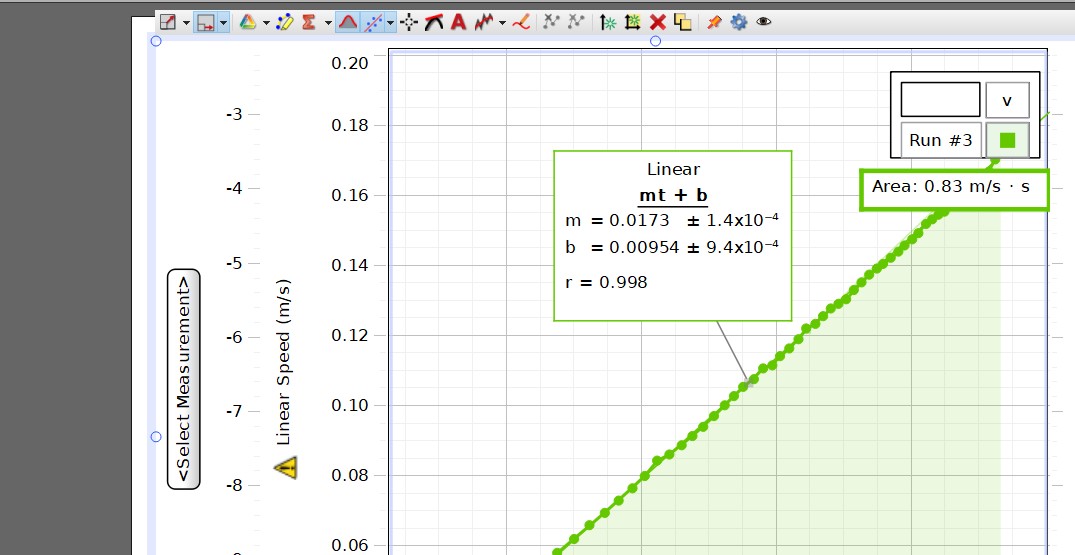 0.20
0.18
0.16
0.14
0.12
0.10
0.08
0.06
-3
-4
-5
-6
-7
-8
<Select Measurement>
Linear Speed (m/s)
Linear
mt + b
m = 0.0173 ± 1.4x10⁻⁴
b = 0.00954 ± 9.4x10⁻⁴
r = 0.998
v
Run #3
Area: 0.83 m/s · s